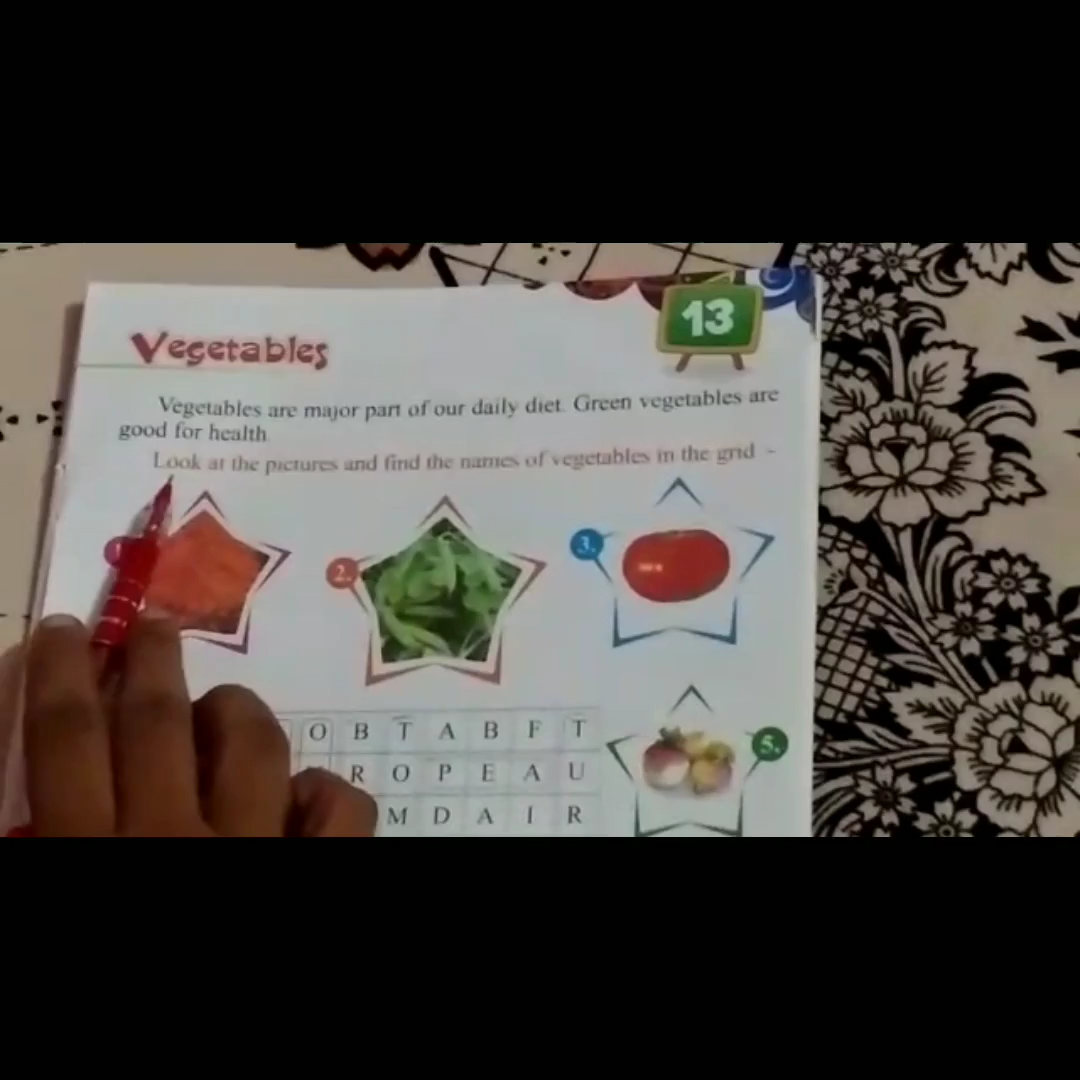 13
Vegetables
Vegetables are major part of our daily diet. Green vegetables are
good for health
Look at the pictures and find the names of vegetables in the grid -
2.
3.
5.
O B T A B F T
R O P E A U
M D A I R